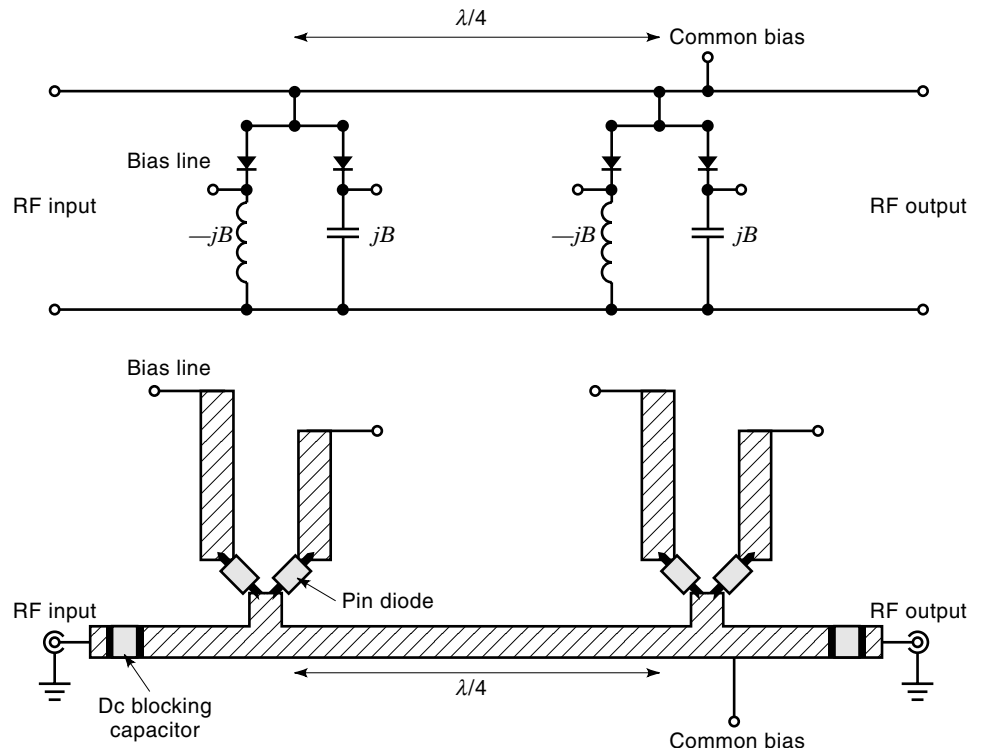 λ/4
Common bias
Bias line
RF input
RF output
—jB
jB
—jB
jB
Bias line
Pin diode
RF input
RF output
λ/4
Dc blocking
capacitor
Common bias